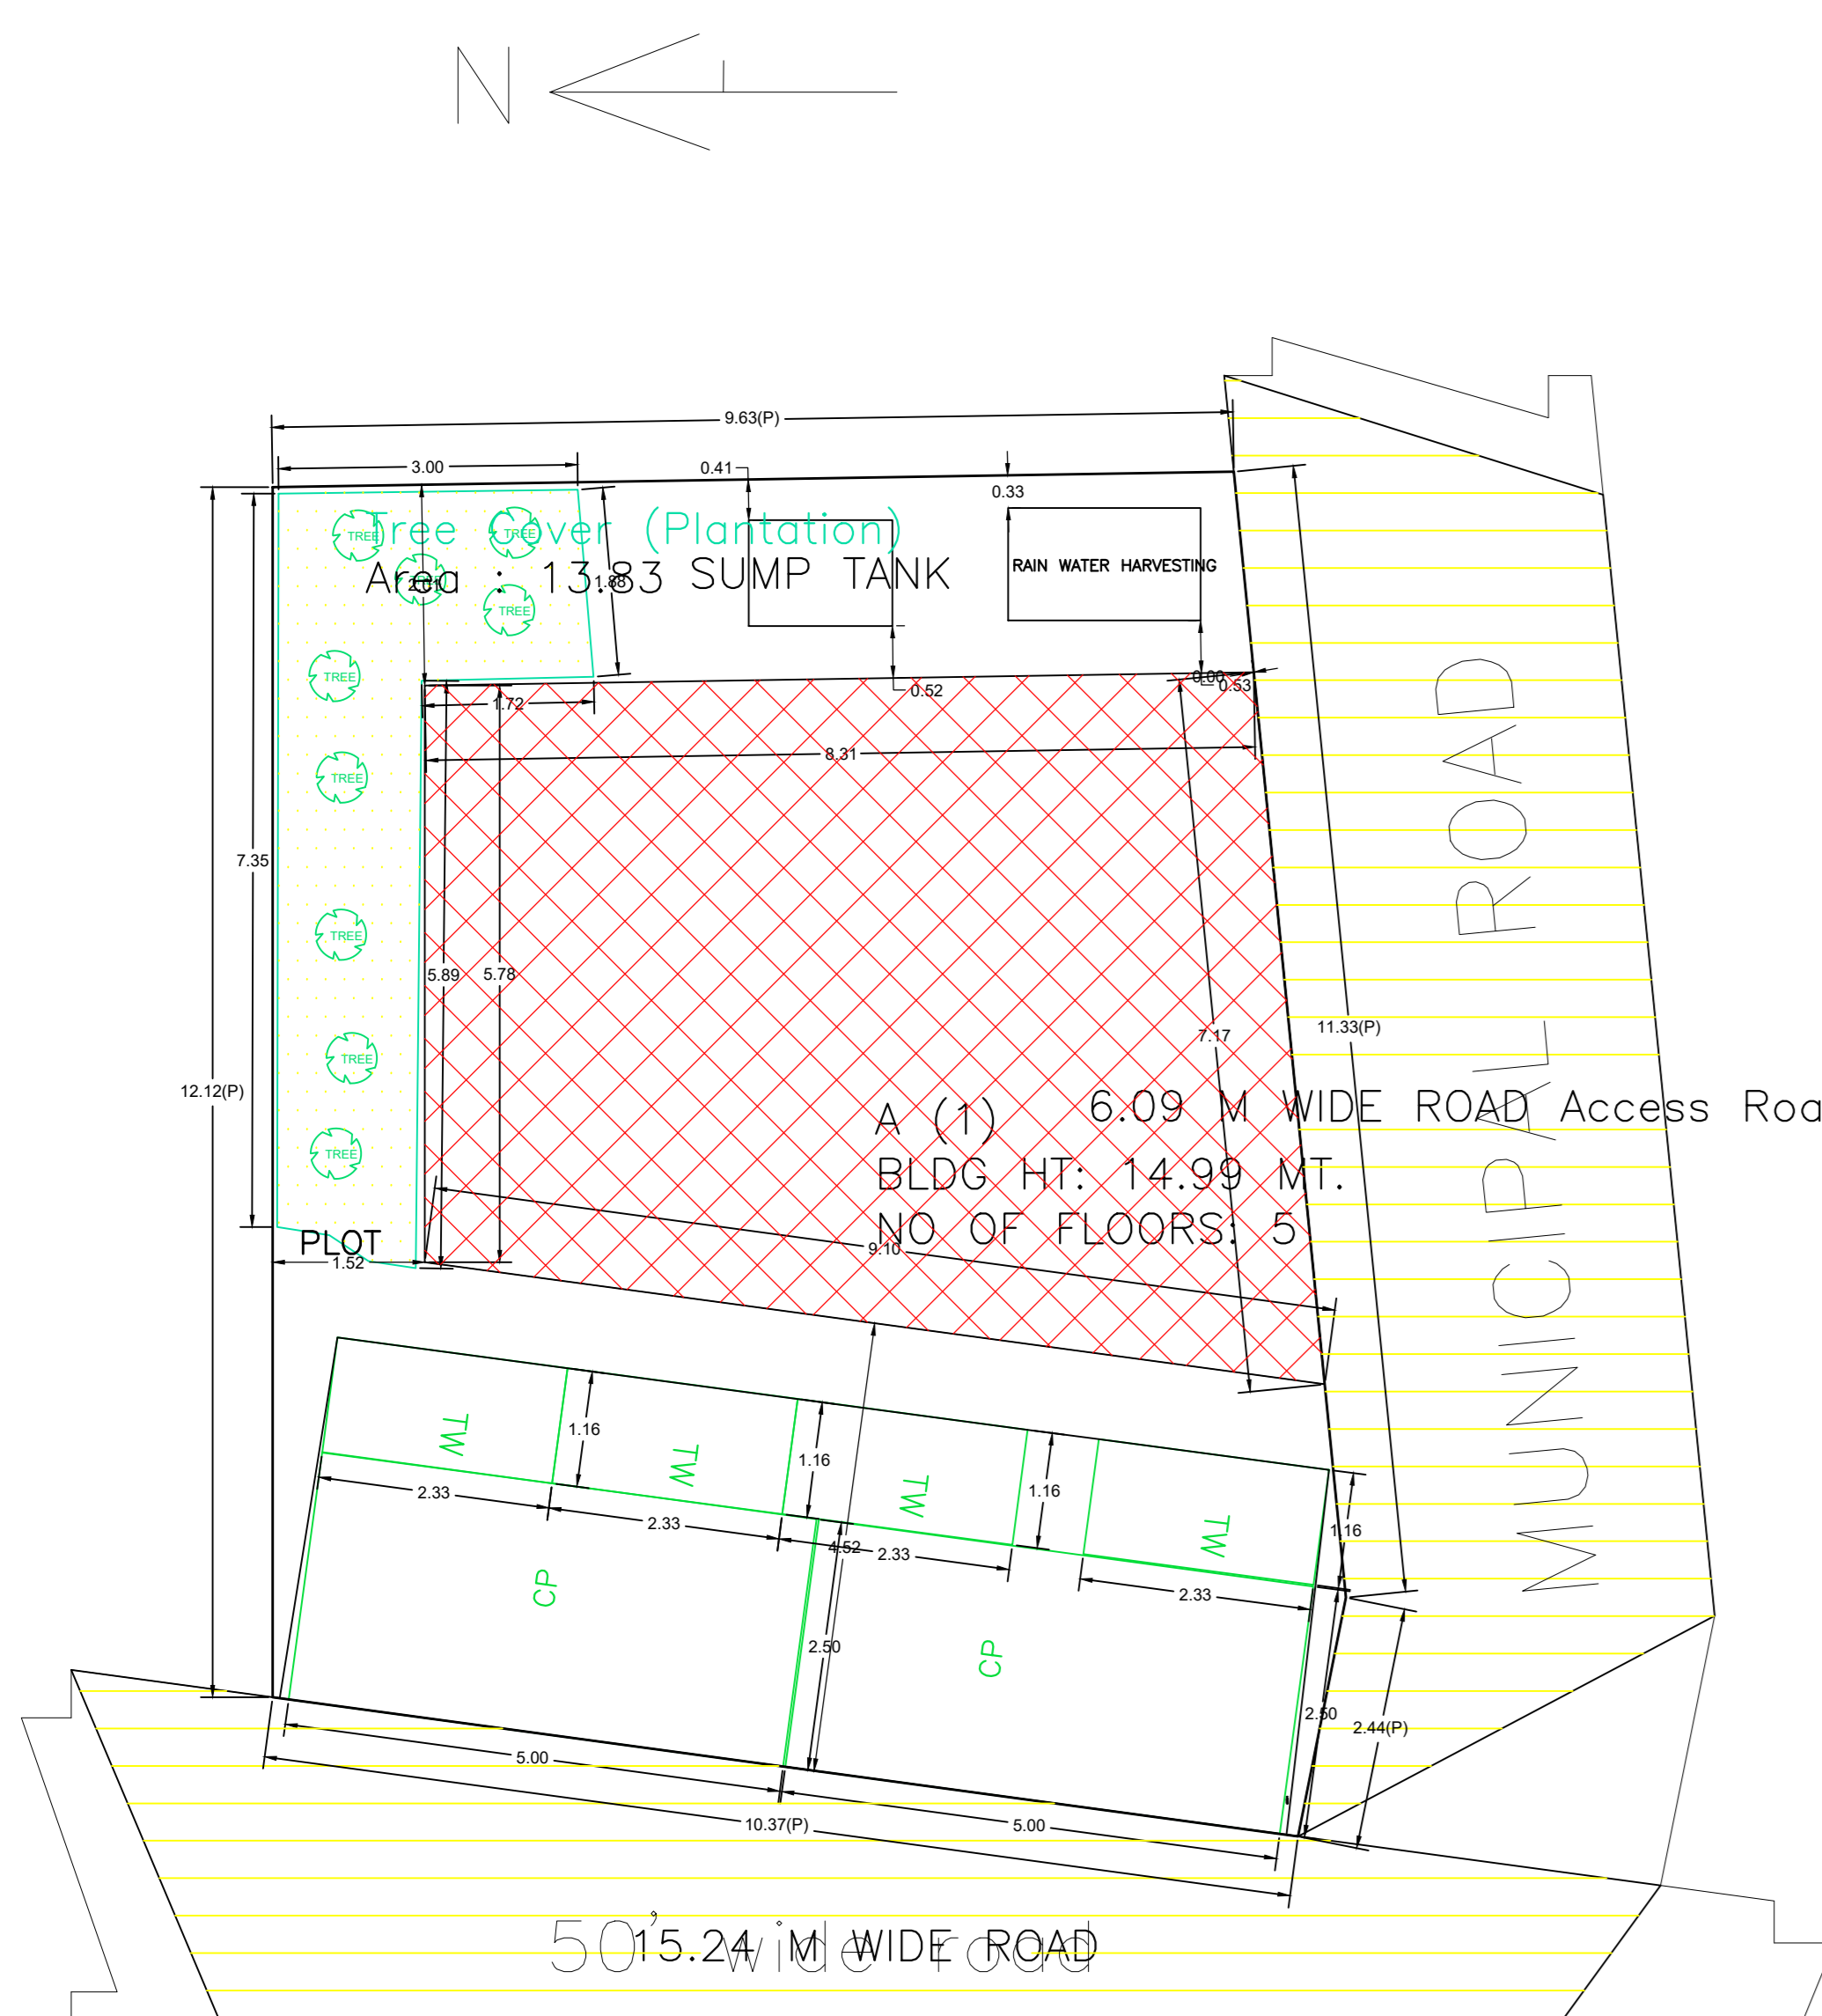 N
9.63(P)
3.00
0.41
0.33
Tree Cover (Plantation)
TREE
TREE
TREE
TREE
Area : 13.83
SUMP TANK
RAIN WATER HARVESTING
1.88
TREE
TREE
TREE
TREE
TREE
0.00
0.53
0.52
1.72
8.31
7.35
5.89
5.78
7.17
11.33(P)
12.12(P)
MUNICIPAL ROAD
A (1)
6.09 M WIDE ROAD Access Roa
BLDG HT: 14.99 MT.
NO OF FLOORS: 5
9.10
PLOT
1.52
TW
TW
TW
TW
1.16
1.16
1.16
1.16
2.33
2.33
2.33
2.33
4.52
CP
CP
2.50
2.50
2.44(P)
5.00
5.00
10.37(P)
50' wide road
15.24 M WIDE ROAD